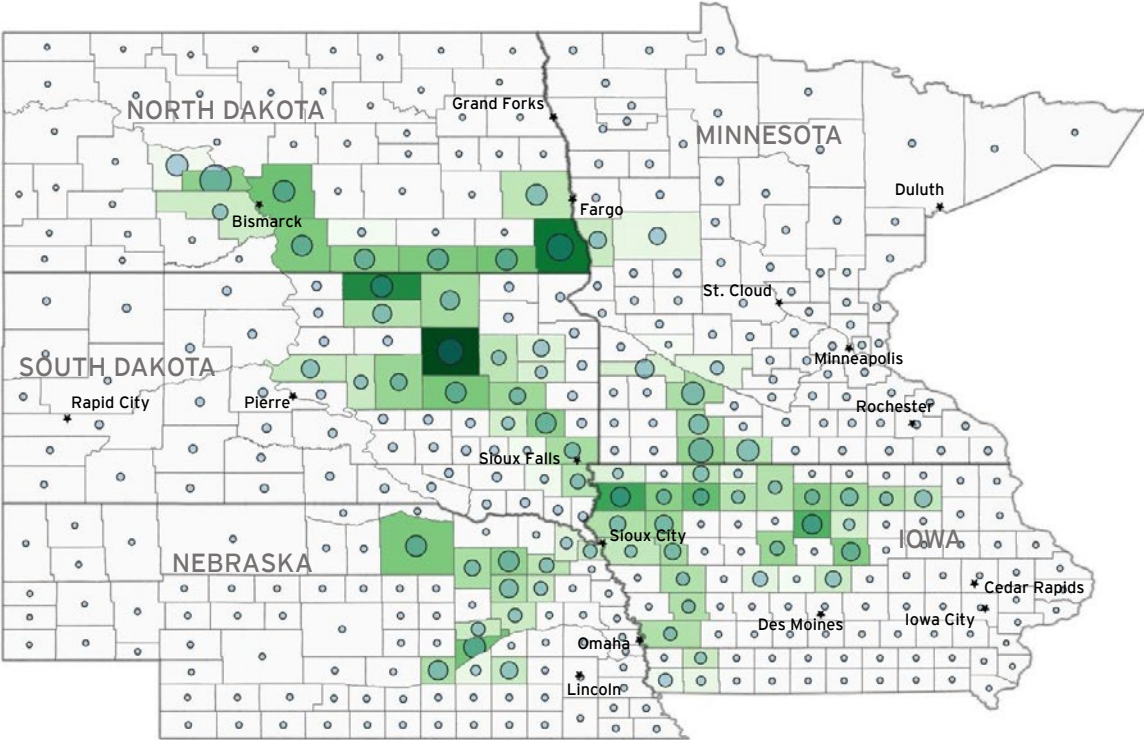 Grand Forks
NORTH DAKOTA
MINNESOTA
Duluth
Fargo
Bismarck
St. Cloud
Minneapolis
SOUTH DAKOTA
Rapid City
Pierre
Rochester
Sioux Falls
Sioux City
IOWA
NEBRASKA
Cedar Rapids
Des Moines
Iowa City
Omaha
Lincoln